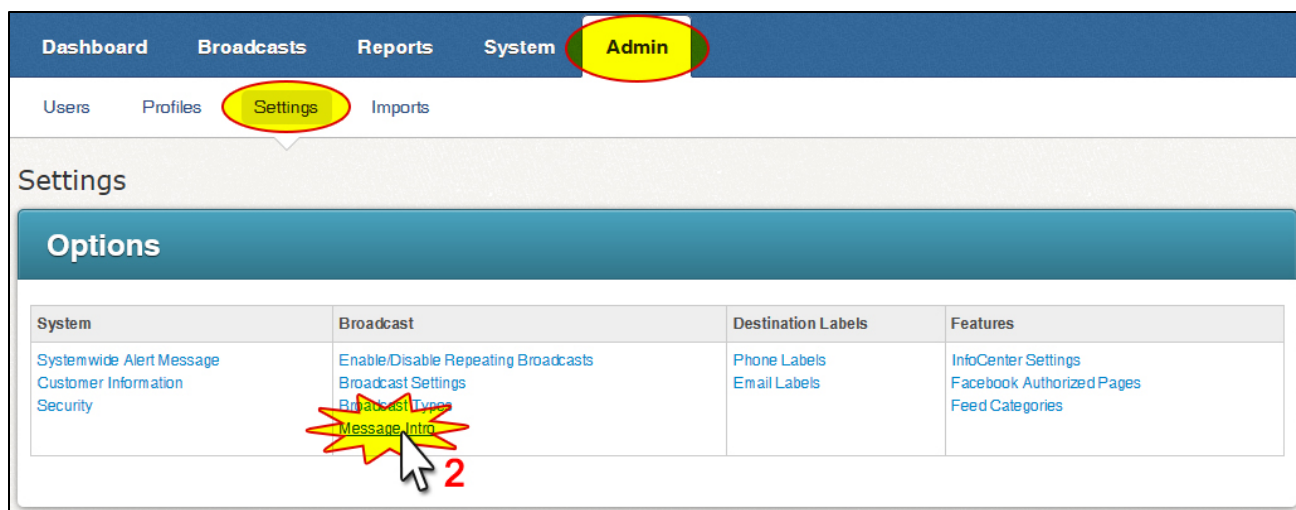 Dashboard Broadcasts Reports System Admin
Users Profiles Settings Imports
Settings
Options
System Broadcast Destination Labels Features
Systemwide Alert Message Enable/Disable Repeating Broadcasts Phone Labels InfoCenter Settings
Customer Information Broadcast Settings Email Labels Facebook Authorized Pages
Security Broadcast Types Feed Categories
Message Intro
2